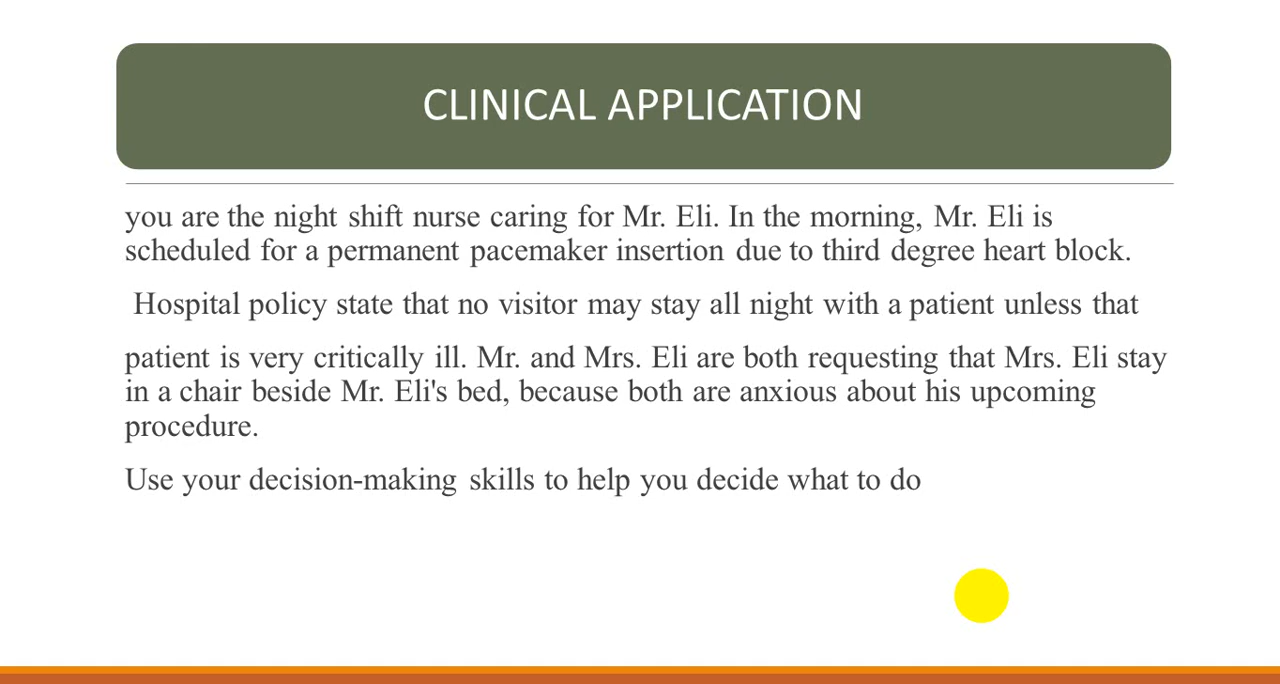 CLINICAL APPLICATION
you are the night shift nurse caring for Mr. Eli. In the morning, Mr. Eli is
scheduled for a permanent pacemaker insertion due to third degree heart block.
Hospital policy state that no visitor may stay all night with a patient unless that
patient is very critically ill. Mr. and Mrs. Eli are both requesting that Mrs. Eli stay
in a chair beside Mr. Eli's bed, because both are anxious about his upcoming
procedure.
Use your decision-making skills to help you decide what to do